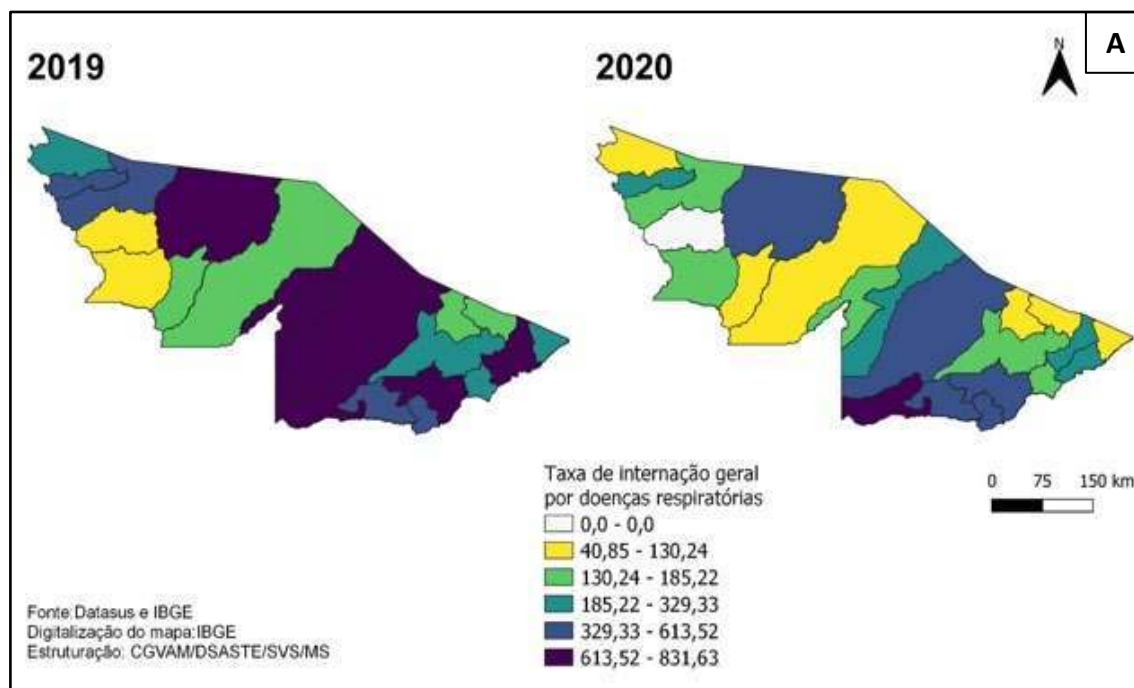 A
2019
2020
N
Taxa de internação geral
por doenças respiratórias
0,0 - 0,0
40,85 - 130,24
130,24 - 185,22
185,22 - 329,33
329,33 - 613,52
613,52 - 831,63
0 75 150 km
Fonte:Datasus e IBGE
Digitalização do mapa:IBGE
Estruturação: CGVAM/DSASTE/SVS/MS